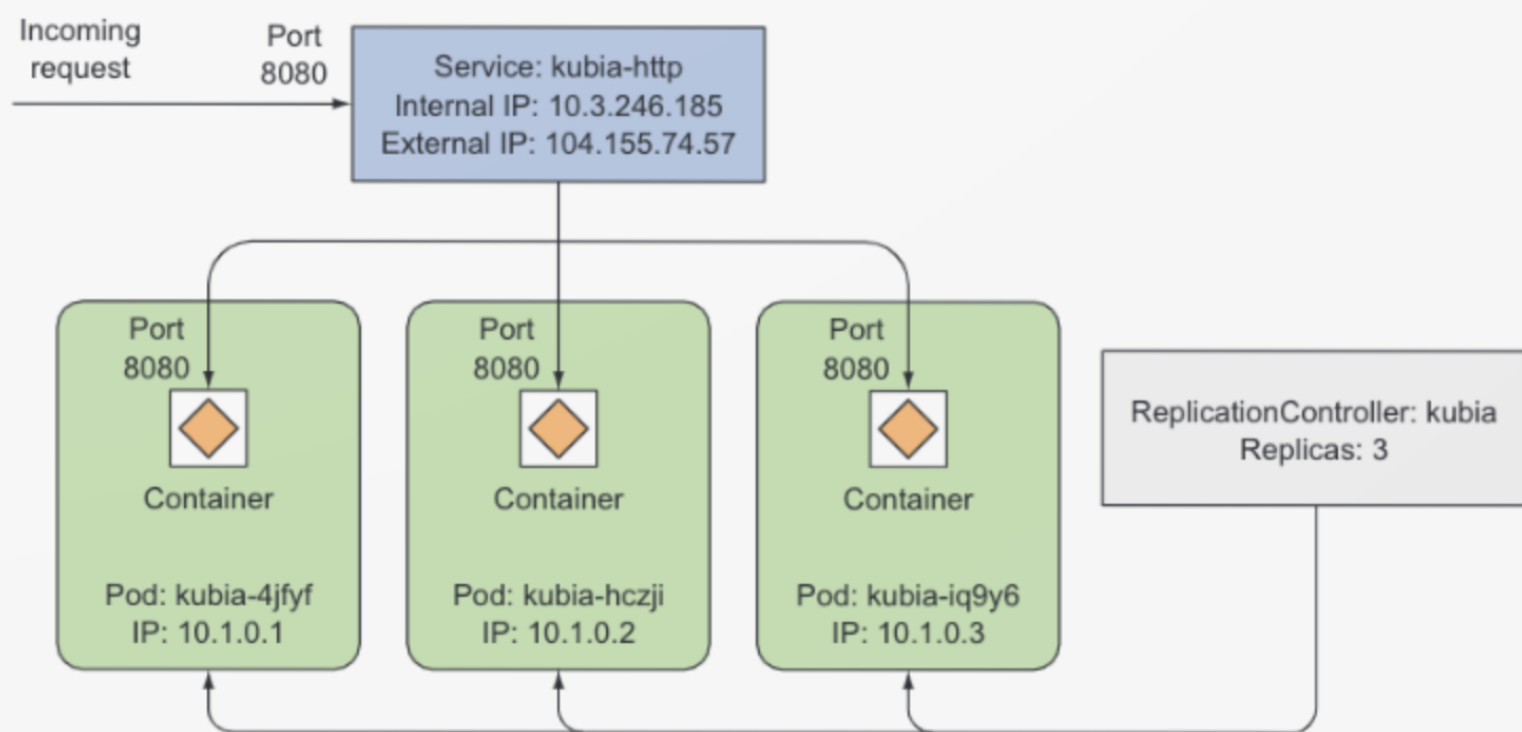 Incoming
request
Port
8080
Service: kubia-http
Internal IP: 10.3.246.185
External IP: 104.155.74.57
Port
8080
Container
Pod: kubia-4jfyf
IP: 10.1.0.1
Port
8080
Container
Pod: kubia-hczji
IP: 10.1.0.2
Port
8080
Container
Pod: kubia-iq9y6
IP: 10.1.0.3
ReplicationController: kubia
Replicas: 3